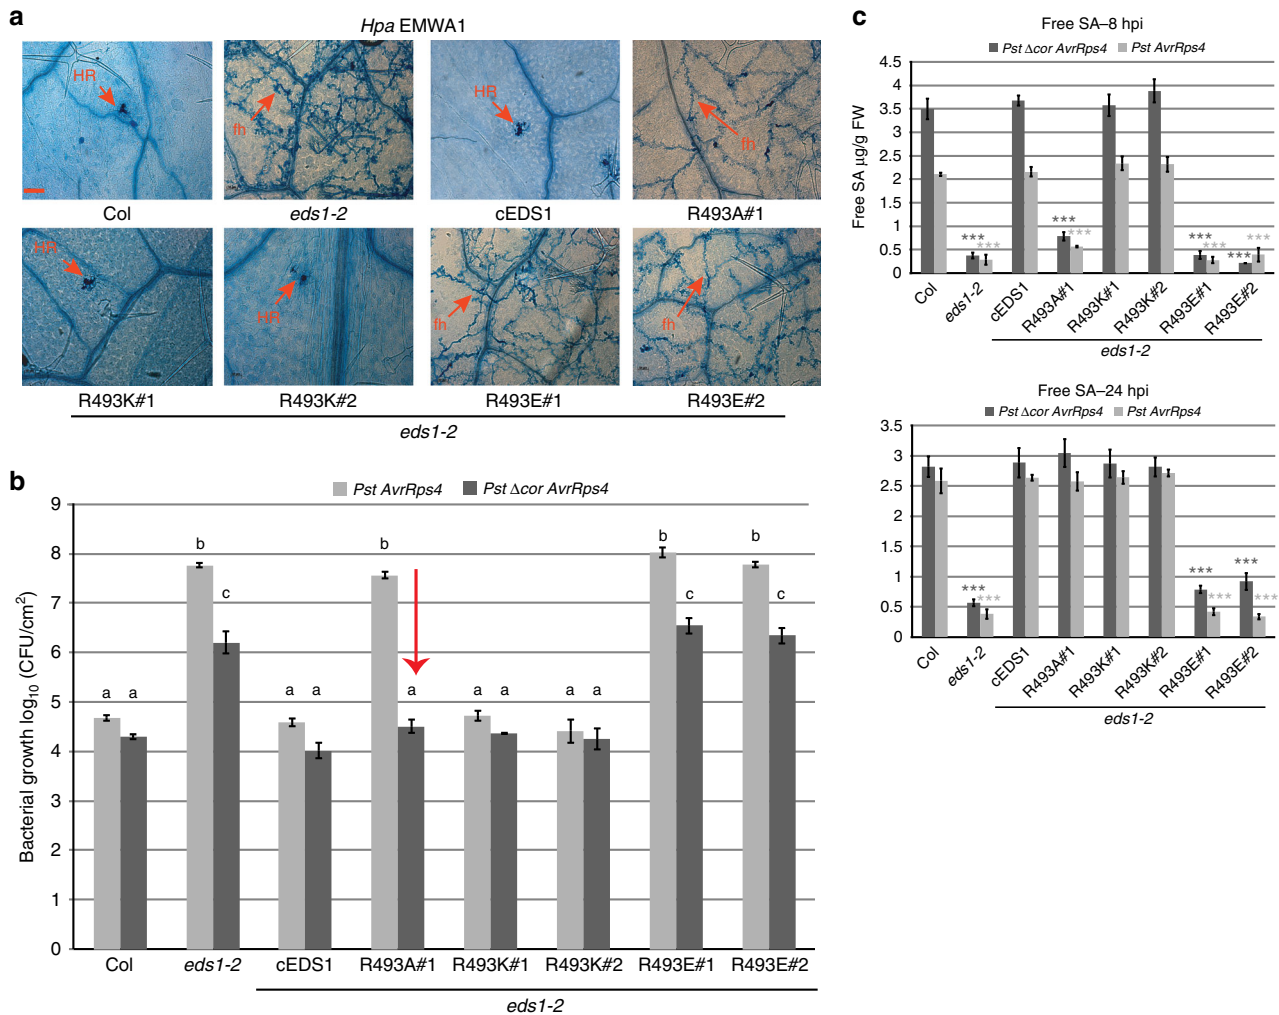 a
Hpa EMWA1
HR
fh
HR
fh
Col
eds1-2
cEDS1
R493A#1
HR
HR
fh
fh
R493K#1
R493K#2
R493E#1
R493E#2
eds1-2
b
Pst AvrRps4
Pst Δcor AvrRps4
Bacterial growth log10 (CFU/cm2)
9
8
7
6
5
4
3
2
1
0
a a
b
c
a a
b
a
a a
a a
b
c
b
c
Col
eds1-2
cEDS1
R493A#1
R493K#1
R493K#2
R493E#1
R493E#2
eds1-2
c
Free SA–8 hpi
Pst Δcor AvrRps4
Pst AvrRps4
Free SA µg/g FW
4.5
4
3.5
3
2.5
2
1.5
1
0.5
0
***
***
***
***
***
***
***
***
Col
eds1-2
cEDS1
R493A#1
R493K#1
R493K#2
R493E#1
R493E#2
eds1-2
Free SA–24 hpi
Pst Δcor AvrRps4
Pst AvrRps4
3.5
3
2.5
2
1.5
1
0.5
0
***
***
***
***
***
***
Col
eds1-2
cEDS1
R493A#1
R493K#1
R493K#2
R493E#1
R493E#2
eds1-2